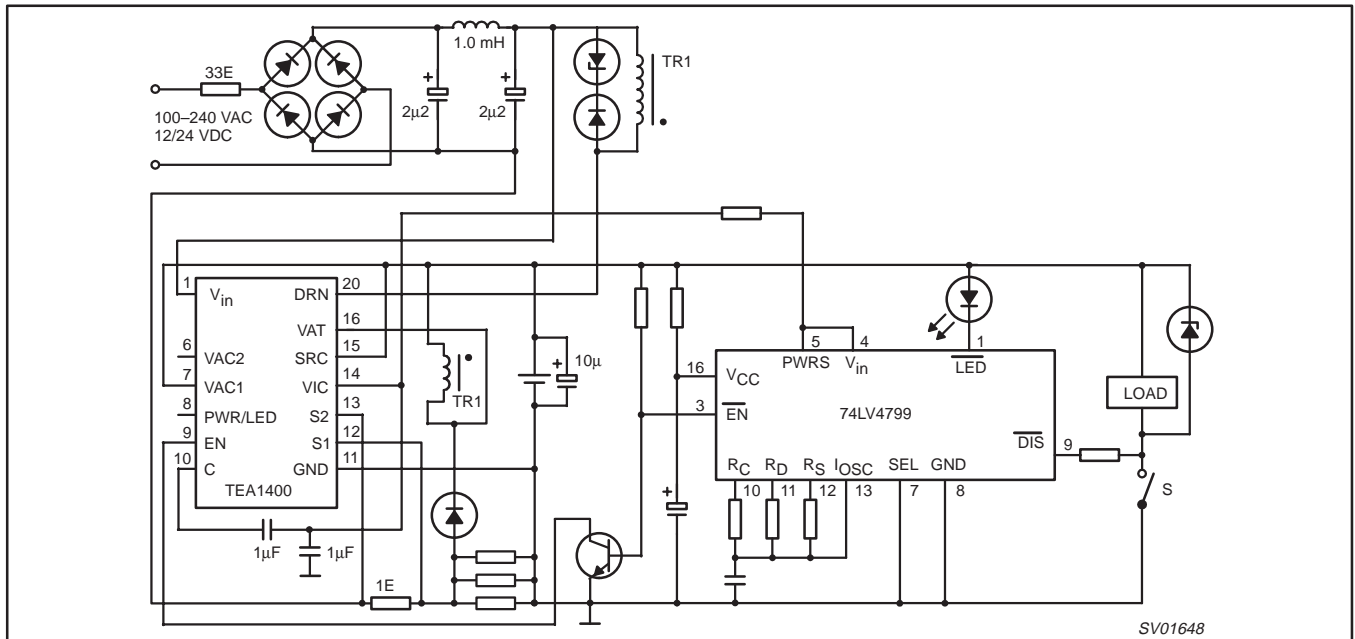 33E
1.0 mH
TR1
+
+
2µ2
2µ2
100–240 VAC
12/24 VDC
1
Vin
DRN
20
VAT
16
6
VAC2
SRC
15
7
VAC1
VIC
14
8
PWR/LED
S2
13
9
EN
S1
12
10
C
GND
11
TEA1400
TR1
+
10µ
1µF
1µF
1E
+
5
4
1
PWRS
Vin
LED
16
VCC
3
EN
74LV4799
DIS
9
RC
RD
RS
IOSC
SEL
GND
10
11
12
13
7
8
LOAD
S
SV01648